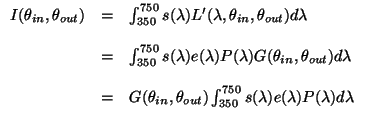 I(θ_in, θ_out) = ∫_350^750 s(λ)L′(λ, θ_in, θ_out)dλ
= ∫_350^750 s(λ)e(λ)P(λ)G(θ_in, θ_out)dλ
= G(θ_in, θ_out) ∫_350^750 s(λ)e(λ)P(λ)dλ